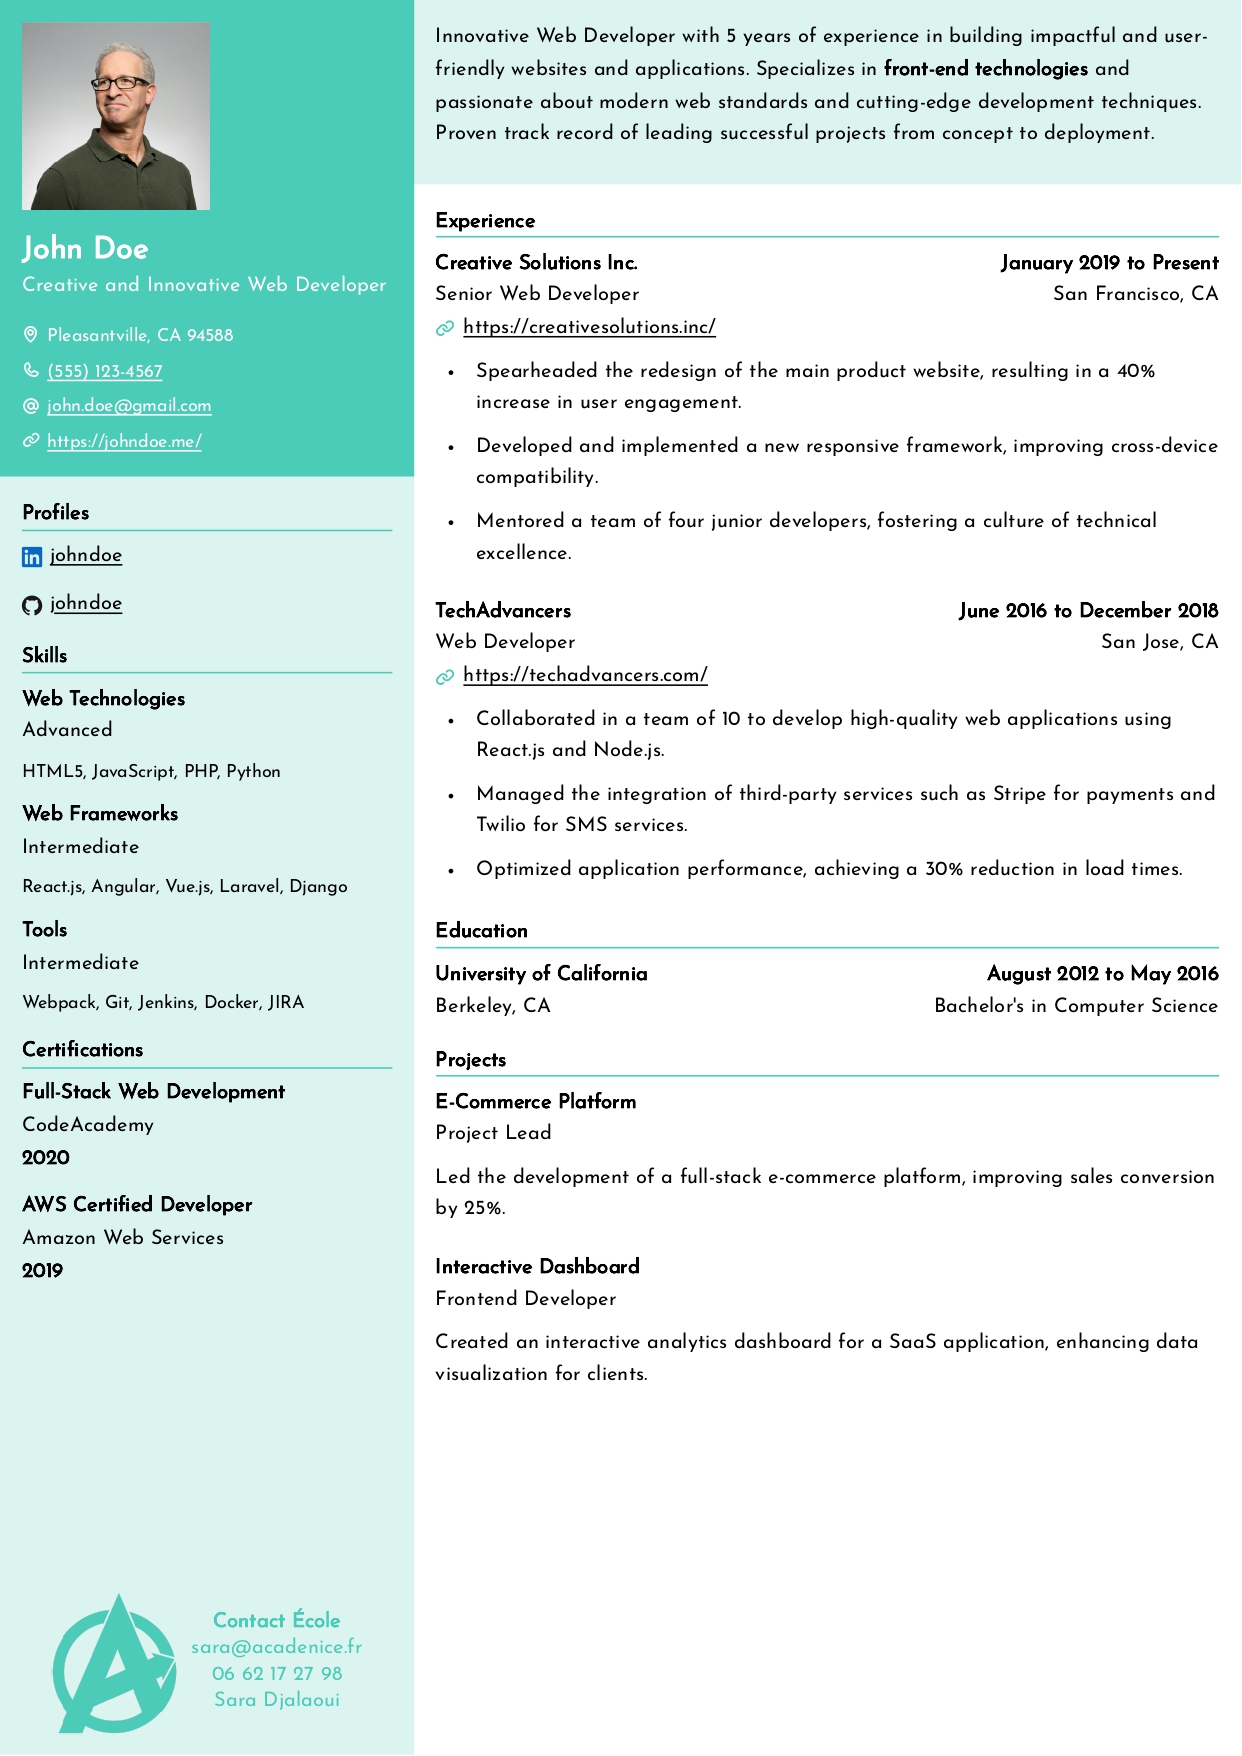 John Doe
Creative and Innovative Web Developer
Pleasantville, CA 94588
(555) 123-4567
john.doe@gmail.com
https://johndoe.me/
Profiles
johndoe
johndoe
Skills
Web Technologies
Advanced
HTML5, JavaScript, PHP, Python
Web Frameworks
Intermediate
React.js, Angular, Vue.js, Laravel, Django
Tools
Intermediate
Webpack, Git, Jenkins, Docker, JIRA
Certifications
Full-Stack Web Development
CodeAcademy
2020
AWS Certified Developer
Amazon Web Services
2019
Contact École
sara@acadenice.fr
06 62 17 27 98
Sara Djalaoui
Innovative Web Developer with 5 years of experience in building impactful and user-
friendly websites and applications. Specializes in front-end technologies and
passionate about modern web standards and cutting-edge development techniques.
Proven track record of leading successful projects from concept to deployment.
Experience
Creative Solutions Inc. January 2019 to Present
Senior Web Developer San Francisco, CA
https://creativesolutions.inc/
• Spearheaded the redesign of the main product website, resulting in a 40%
increase in user engagement.
• Developed and implemented a new responsive framework, improving cross-device
compatibility.
• Mentored a team of four junior developers, fostering a culture of technical
excellence.
TechAdvancers June 2016 to December 2018
Web Developer San Jose, CA
https://techadvancers.com/
• Collaborated in a team of 10 to develop high-quality web applications using
React.js and Node.js.
• Managed the integration of third-party services such as Stripe for payments and
Twilio for SMS services.
• Optimized application performance, achieving a 30% reduction in load times.
Education
University of California August 2012 to May 2016
Berkeley, CA Bachelor's in Computer Science
Projects
E-Commerce Platform
Project Lead
Led the development of a full-stack e-commerce platform, improving sales conversion
by 25%.
Interactive Dashboard
Frontend Developer
Created an interactive analytics dashboard for a SaaS application, enhancing data
visualization for clients.